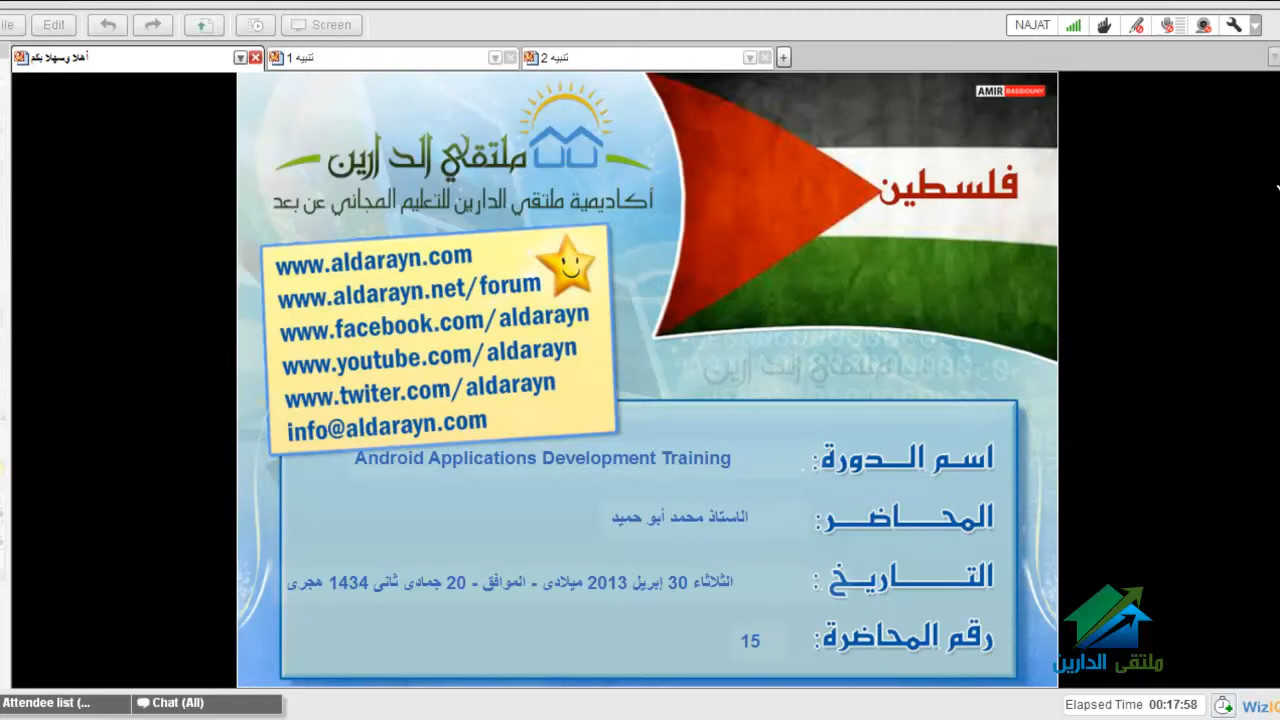 Edit
Screen
NAJAT
أهلا وسهلا بكم
تنبيه 1
تنبيه 2
AMIR BASSIOUNY
ملتقي الدارين
أكاديمية ملتقي الدارين للتعليم المجاني عن بعد
فلسطين
www.aldarayn.com
www.aldarayn.net/forum
www.facebook.com/aldarayn
www.youtube.com/aldarayn
www.twiter.com/aldarayn
info@aldarayn.com
اسم الدورة: Android Applications Development Training
المحاضر: الاستاذ محمد أبو حميد
التاريخ : الثلاثاء 30 إبريل 2013 ميلادى - الموافق - 20 جمادى ثانى 1434 هجرى
رقم المحاضرة: 15
ملتقى الدارين
Attendee list (...
Chat (All)
Elapsed Time 00:17:58